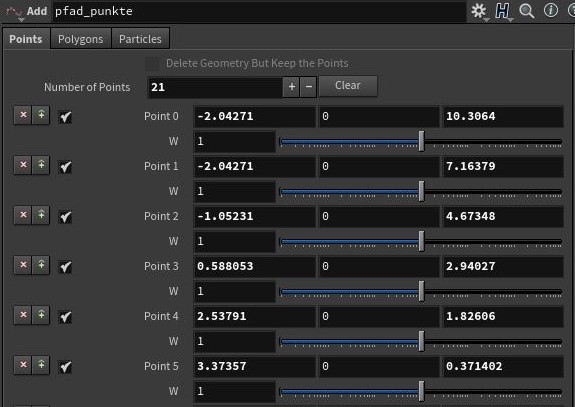 Add pfad_punkte
Points Polygons Particles
Delete Geometry But Keep the Points
Number of Points 21 + − Clear
Point 0 -2.04271 0 10.3064
W 1
Point 1 -2.04271 0 7.16379
W 1
Point 2 -1.05231 0 4.67348
W 1
Point 3 0.588053 0 2.94027
W 1
Point 4 2.53791 0 1.82606
W 1
Point 5 3.37357 0 0.371402
W 1